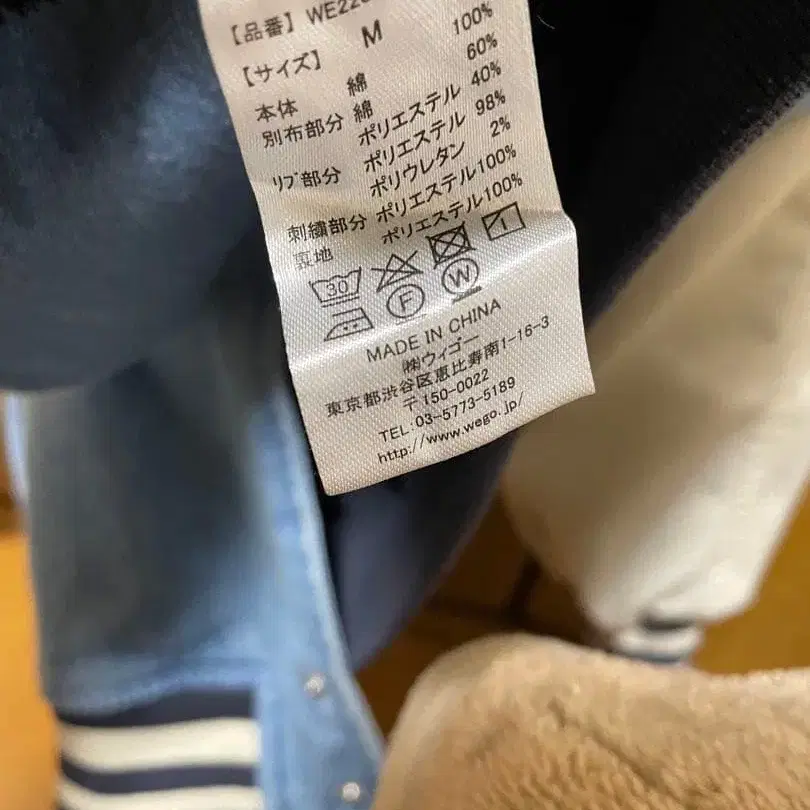 【品番】 WE22
【サイズ】 M
本体 綿 100%
別布部分 綿 60%
ポリエステル 40%
リブ部分 ポリエステル 98%
ポリウレタン 2%
刺繍部分 ポリエステル100%
裏地 ポリエステル100%
30 F W
MADE IN CHINA
㈱ウィゴー
東京都渋谷区恵比寿南1-16-3
〒150-0022
TEL:03-5773-5189
http://www.wego.jp/